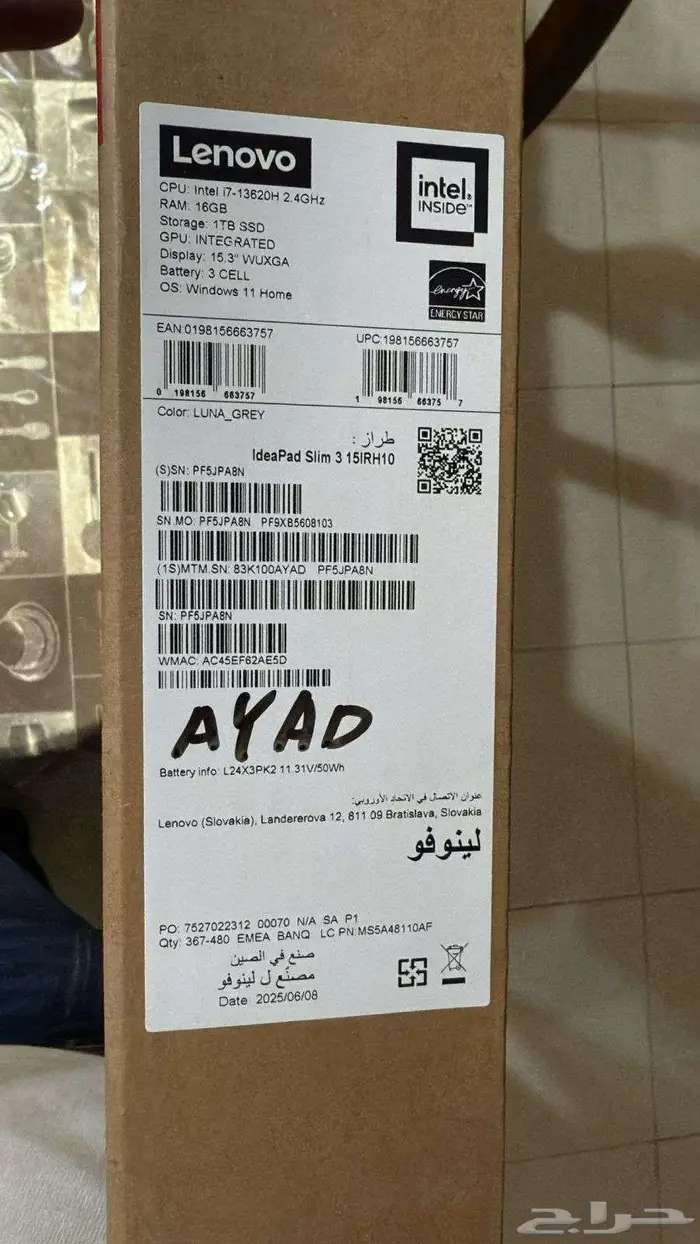 Lenovo
CPU: Intel i7-13620H 2.4GHz
RAM: 16GB
Storage: 1TB SSD
GPU: INTEGRATED
Display: 15.3" WUXGA
Battery: 3 CELL
OS: Windows 11 Home
intel.
INSIDE™
energy
ENERGY STAR
EAN:0198156663757
0 198156 663757
UPC:198156663757
1 98156 66375 7
Color: LUNA_GREY
طراز :
IdeaPad Slim 3 15IRH10
(S)SN: PF5JPA8N
SN.MO: PF5JPA8N PF9XB5608103
(1S)MTM.SN: 83K100AYAD PF5JPA8N
SN: PF5JPA8N
WMAC: AC45EF62AE5D
AYAD
Battery info: L24X3PK2 11.31V/50Wh
عنوان الاتصال في الاتحاد الأوروبي:
Lenovo (Slovakia), Landererova 12, 811 09 Bratislava, Slovakia
لينوفو
PO: 7527022312 00070 N/A SA P1
Qty: 367-480 EMEA BANQ LC PN:MS5A48110AF
صنع في الصين
مصنّع ل لينوفو
Date 2025/06/08
حراج